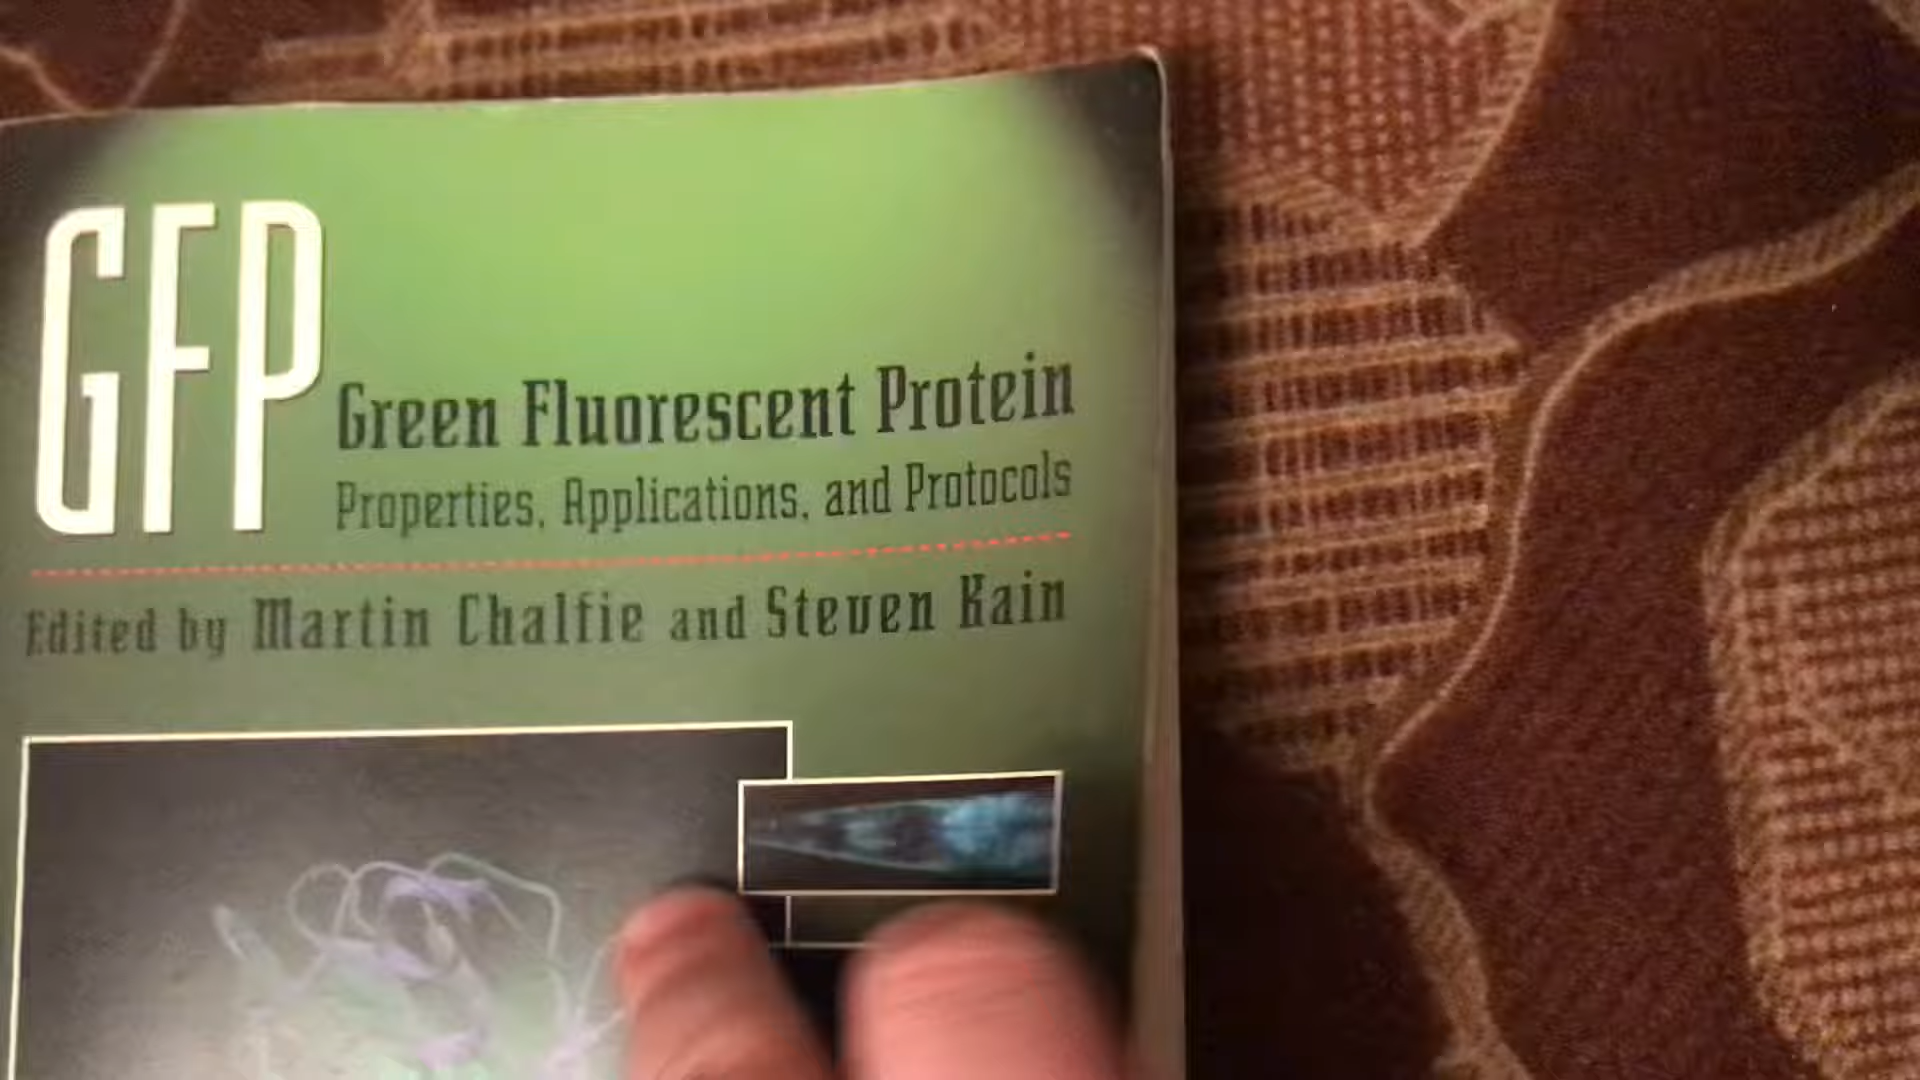 GFP
Green Fluorescent Protein
Properties, Applications, and Protocols
Edited by Martin Chalfie and Steven Kain